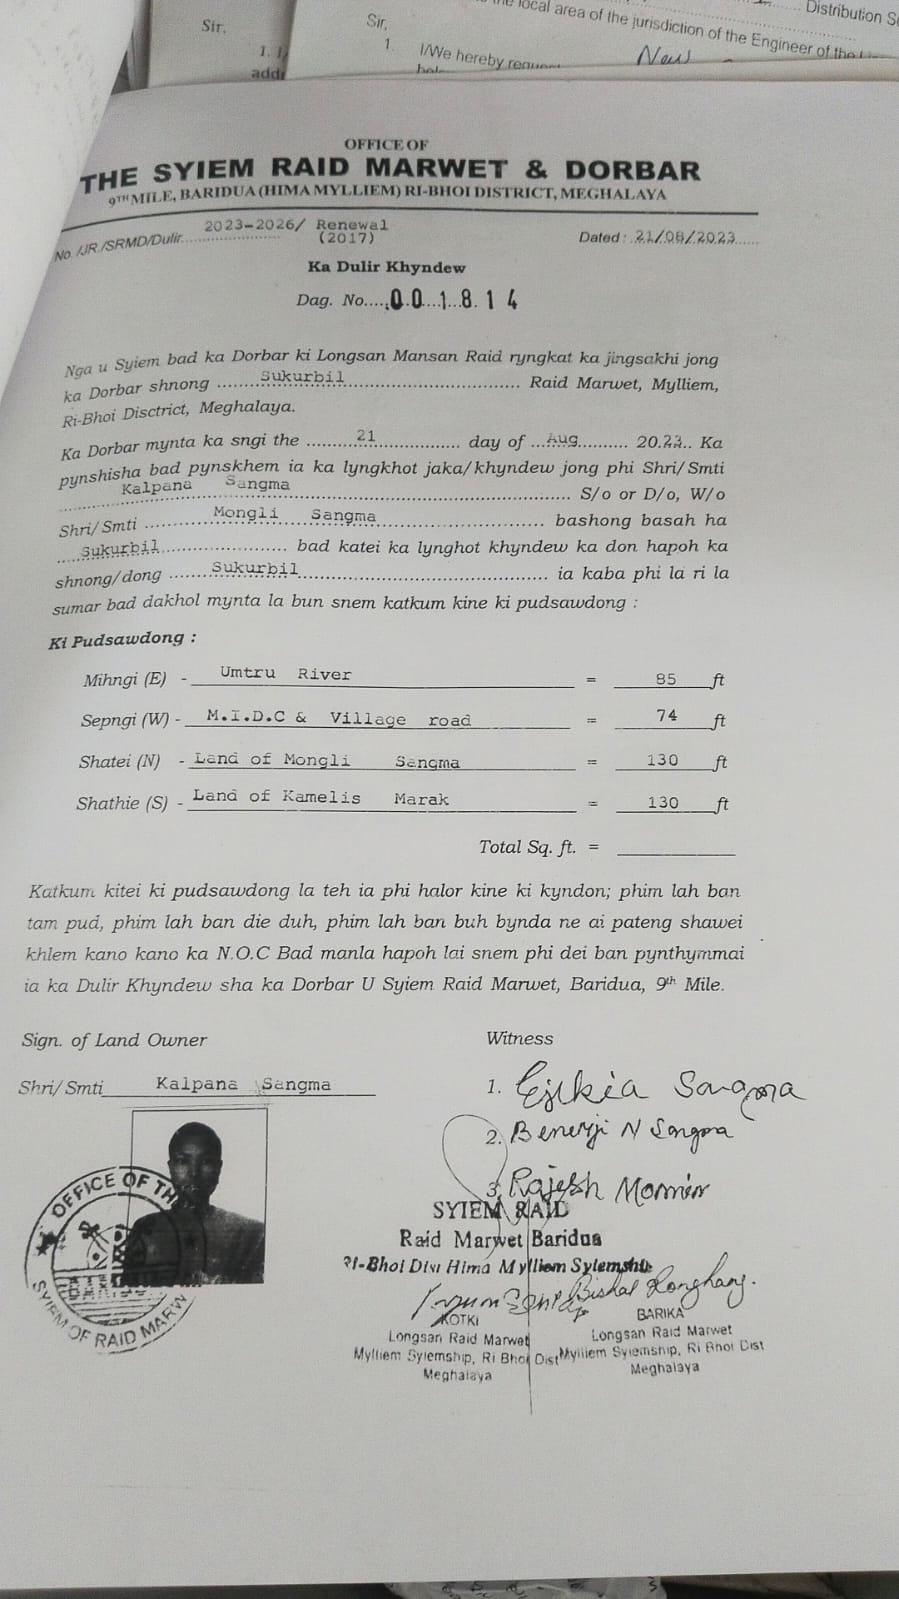 Sir,
1.
add
Sir,
1. I/We hereby request
the local area of the jurisdiction of the Engineer of the
Distribution
New
OFFICE OF
THE SYIEM RAID MARWET & DORBAR
9TH MILE, BARIDUA (HIMA MYLLIEM) RI-BHOI DISTRICT, MEGHALAYA
No. /JR./SRMD/Dulir 2023-2026/ Renewal (2017) Dated : 21/08/2023
Ka Dulir Khyndew
Dag. No. 001814
Nga u Syiem bad ka Dorbar ki Longsan Mansan Raid ryngkat ka jingsakhi jong
ka Dorbar shnong Sukurbil Raid Marwet, Mylliem,
Ri-Bhoi Disctrict, Meghalaya.
Ka Dorbar mynta ka sngi the 21 day of Aug 2023 Ka
pynshisha bad pynskhem ia ka lyngkhot jaka/khyndew jong phi Shri/Smti
Kalpana Sangma S/o or D/o, W/o
Shri/Smti Mongli Sangma bashong basah ha
Sukurbil bad katei ka lynghot khyndew ka don hapoh ka
shnong/dong Sukurbil ia kaba phi la ri la
sumar bad dakhol mynta la bun snem katkum kine ki pudsawdong :
Ki Pudsawdong :
Mihngi (E) - Umtru River = 85 ft
Sepngi (W) - M.I.D.C & Village road = 74 ft
Shatei (N) - Land of Mongli Sangma = 130 ft
Shathie (S) - Land of Kamelis Marak = 130 ft
Total Sq. ft. =
Katkum kitei ki pudsawdong la teh ia phi halor kine ki kyndon; phim lah ban
tam pud, phim lah ban die duh, phim lah ban buh bynda ne ai pateng shawei
khlem kano kano ka N.O.C Bad manla hapoh lai snem phi dei ban pynthymmai
ia ka Dulir Khyndew sha ka Dorbar U Syiem Raid Marwet, Baridua, 9th Mile.
Sign. of Land Owner
Shri/Smti Kalpana Sangma
Witness
1. Sangma
2. Benerji N Sangma
3. Rajesh Momin
OFFICE OF TH
SYIEM OF RAID MARW
SYIEM RAID
Raid Marwet Baridua
Ri-Bhoi Dist Hima Mylliem Syiemship
Bishal Ronghang.
KOTKI
Longsan Raid Marwet
Mylliem Syiemship, Ri Bhoi Dist
Meghalaya
BARIKA
Longsan Raid Marwet
Mylliem Syiemship, Ri Bhoi Dist
Meghalaya